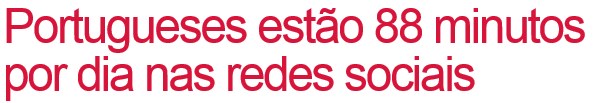 Portugueses estão 88 minutos
por dia nas redes sociais